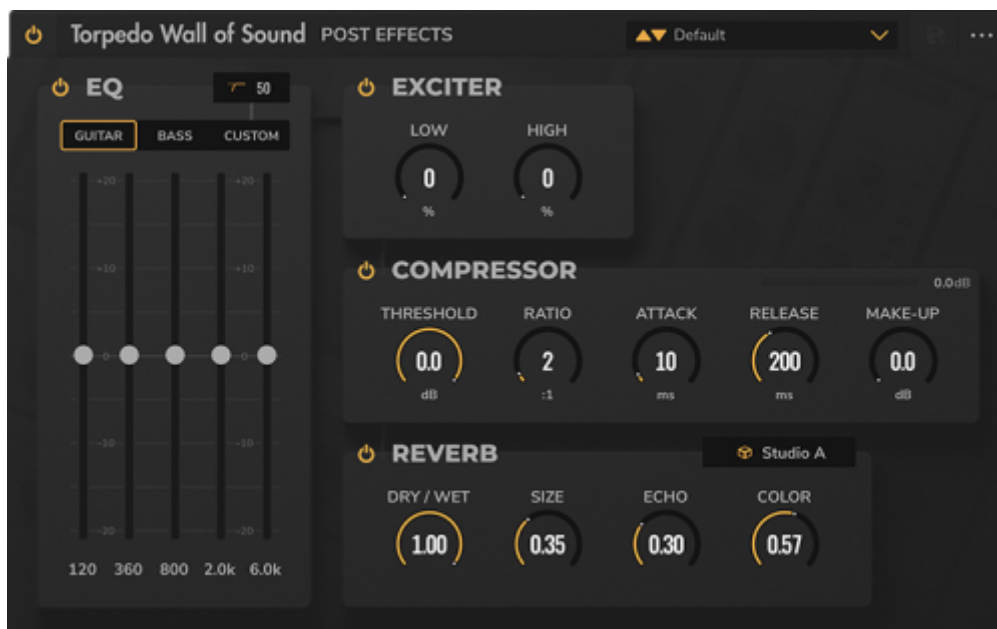 Torpedo Wall of Sound POST EFFECTS Default
EQ 50
GUITAR BASS CUSTOM
+20 +20
+10 +10
0 0
-10 -10
-20 -20
120 360 800 2.0k 6.0k
EXCITER
LOW HIGH
0 0
% %
COMPRESSOR
0.0dB
THRESHOLD RATIO ATTACK RELEASE MAKE-UP
0.0 2 10 200 0.0
dB :1 ms ms dB
REVERB Studio A
DRY / WET SIZE ECHO COLOR
1.00 0.35 0.30 0.57